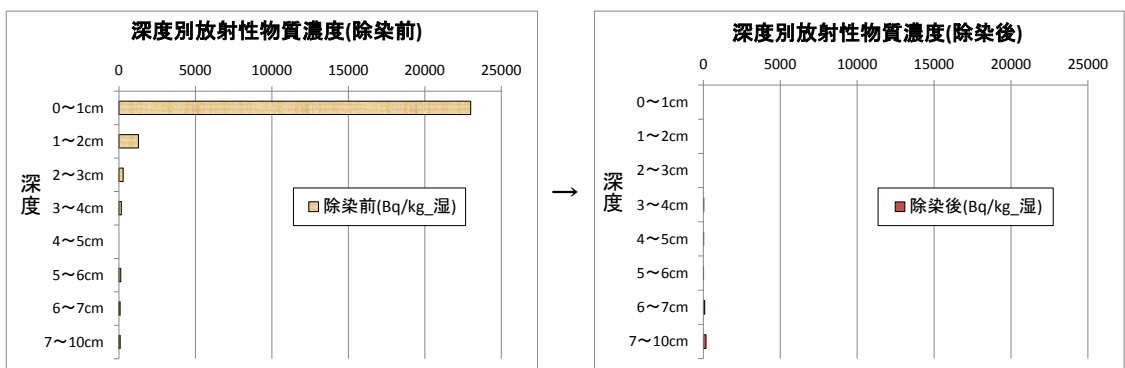 深度別放射性物質濃度(除染前)
0 5000 10000 15000 20000 25000
0～1cm
1～2cm
2～3cm
3～4cm
4～5cm
5～6cm
6～7cm
7～10cm
深度
除染前(Bq/kg_湿)
→
深度別放射性物質濃度(除染後)
0 5000 10000 15000 20000 25000
0～1cm
1～2cm
2～3cm
3～4cm
4～5cm
5～6cm
6～7cm
7～10cm
深度
除染後(Bq/kg_湿)